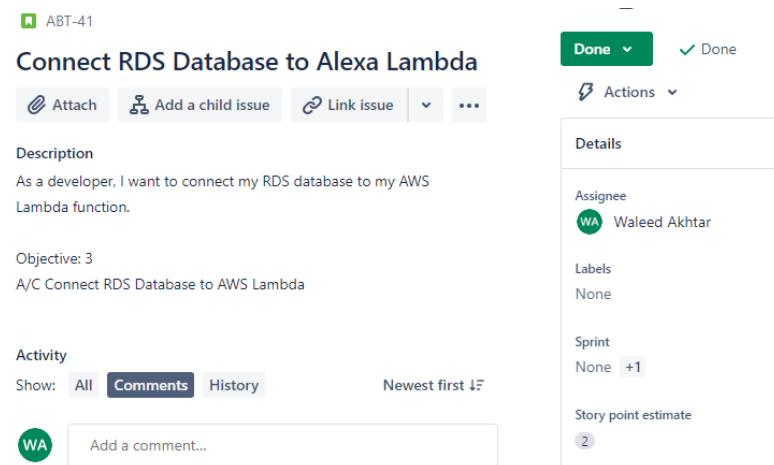 ABT-41
Connect RDS Database to Alexa Lambda
Attach
Add a child issue
Link issue
Description
As a developer, I want to connect my RDS database to my AWS
Lambda function.
Objective: 3
A/C Connect RDS Database to AWS Lambda
Activity
Show: All Comments History Newest first
WA Add a comment...
Done Done
Actions
Details
Assignee
WA Waleed Akhtar
Labels
None
Sprint
None +1
Story point estimate
2